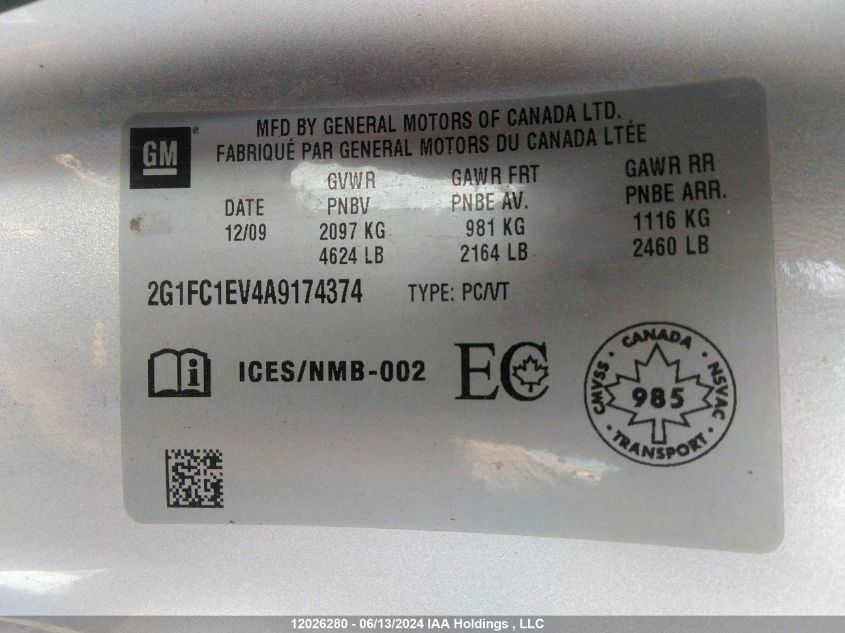 MFD BY GENERAL MOTORS OF CANADA LTD.
FABRIQUÉ PAR GENERAL MOTORS DU CANADA LTÉE
GM®
GVWR GAWR FRT GAWR RR
DATE PNBV PNBE AV. PNBE ARR.
12/09 2097 KG 981 KG 1116 KG
4624 LB 2164 LB 2460 LB
2G1FC1EV4A9174374 TYPE: PC/VT
i ICES/NMB-002 EC
CANADA
CMVSS 985 NSVAC
TRANSPORT
12026280 - 06/13/2024 IAA Holdings , LLC